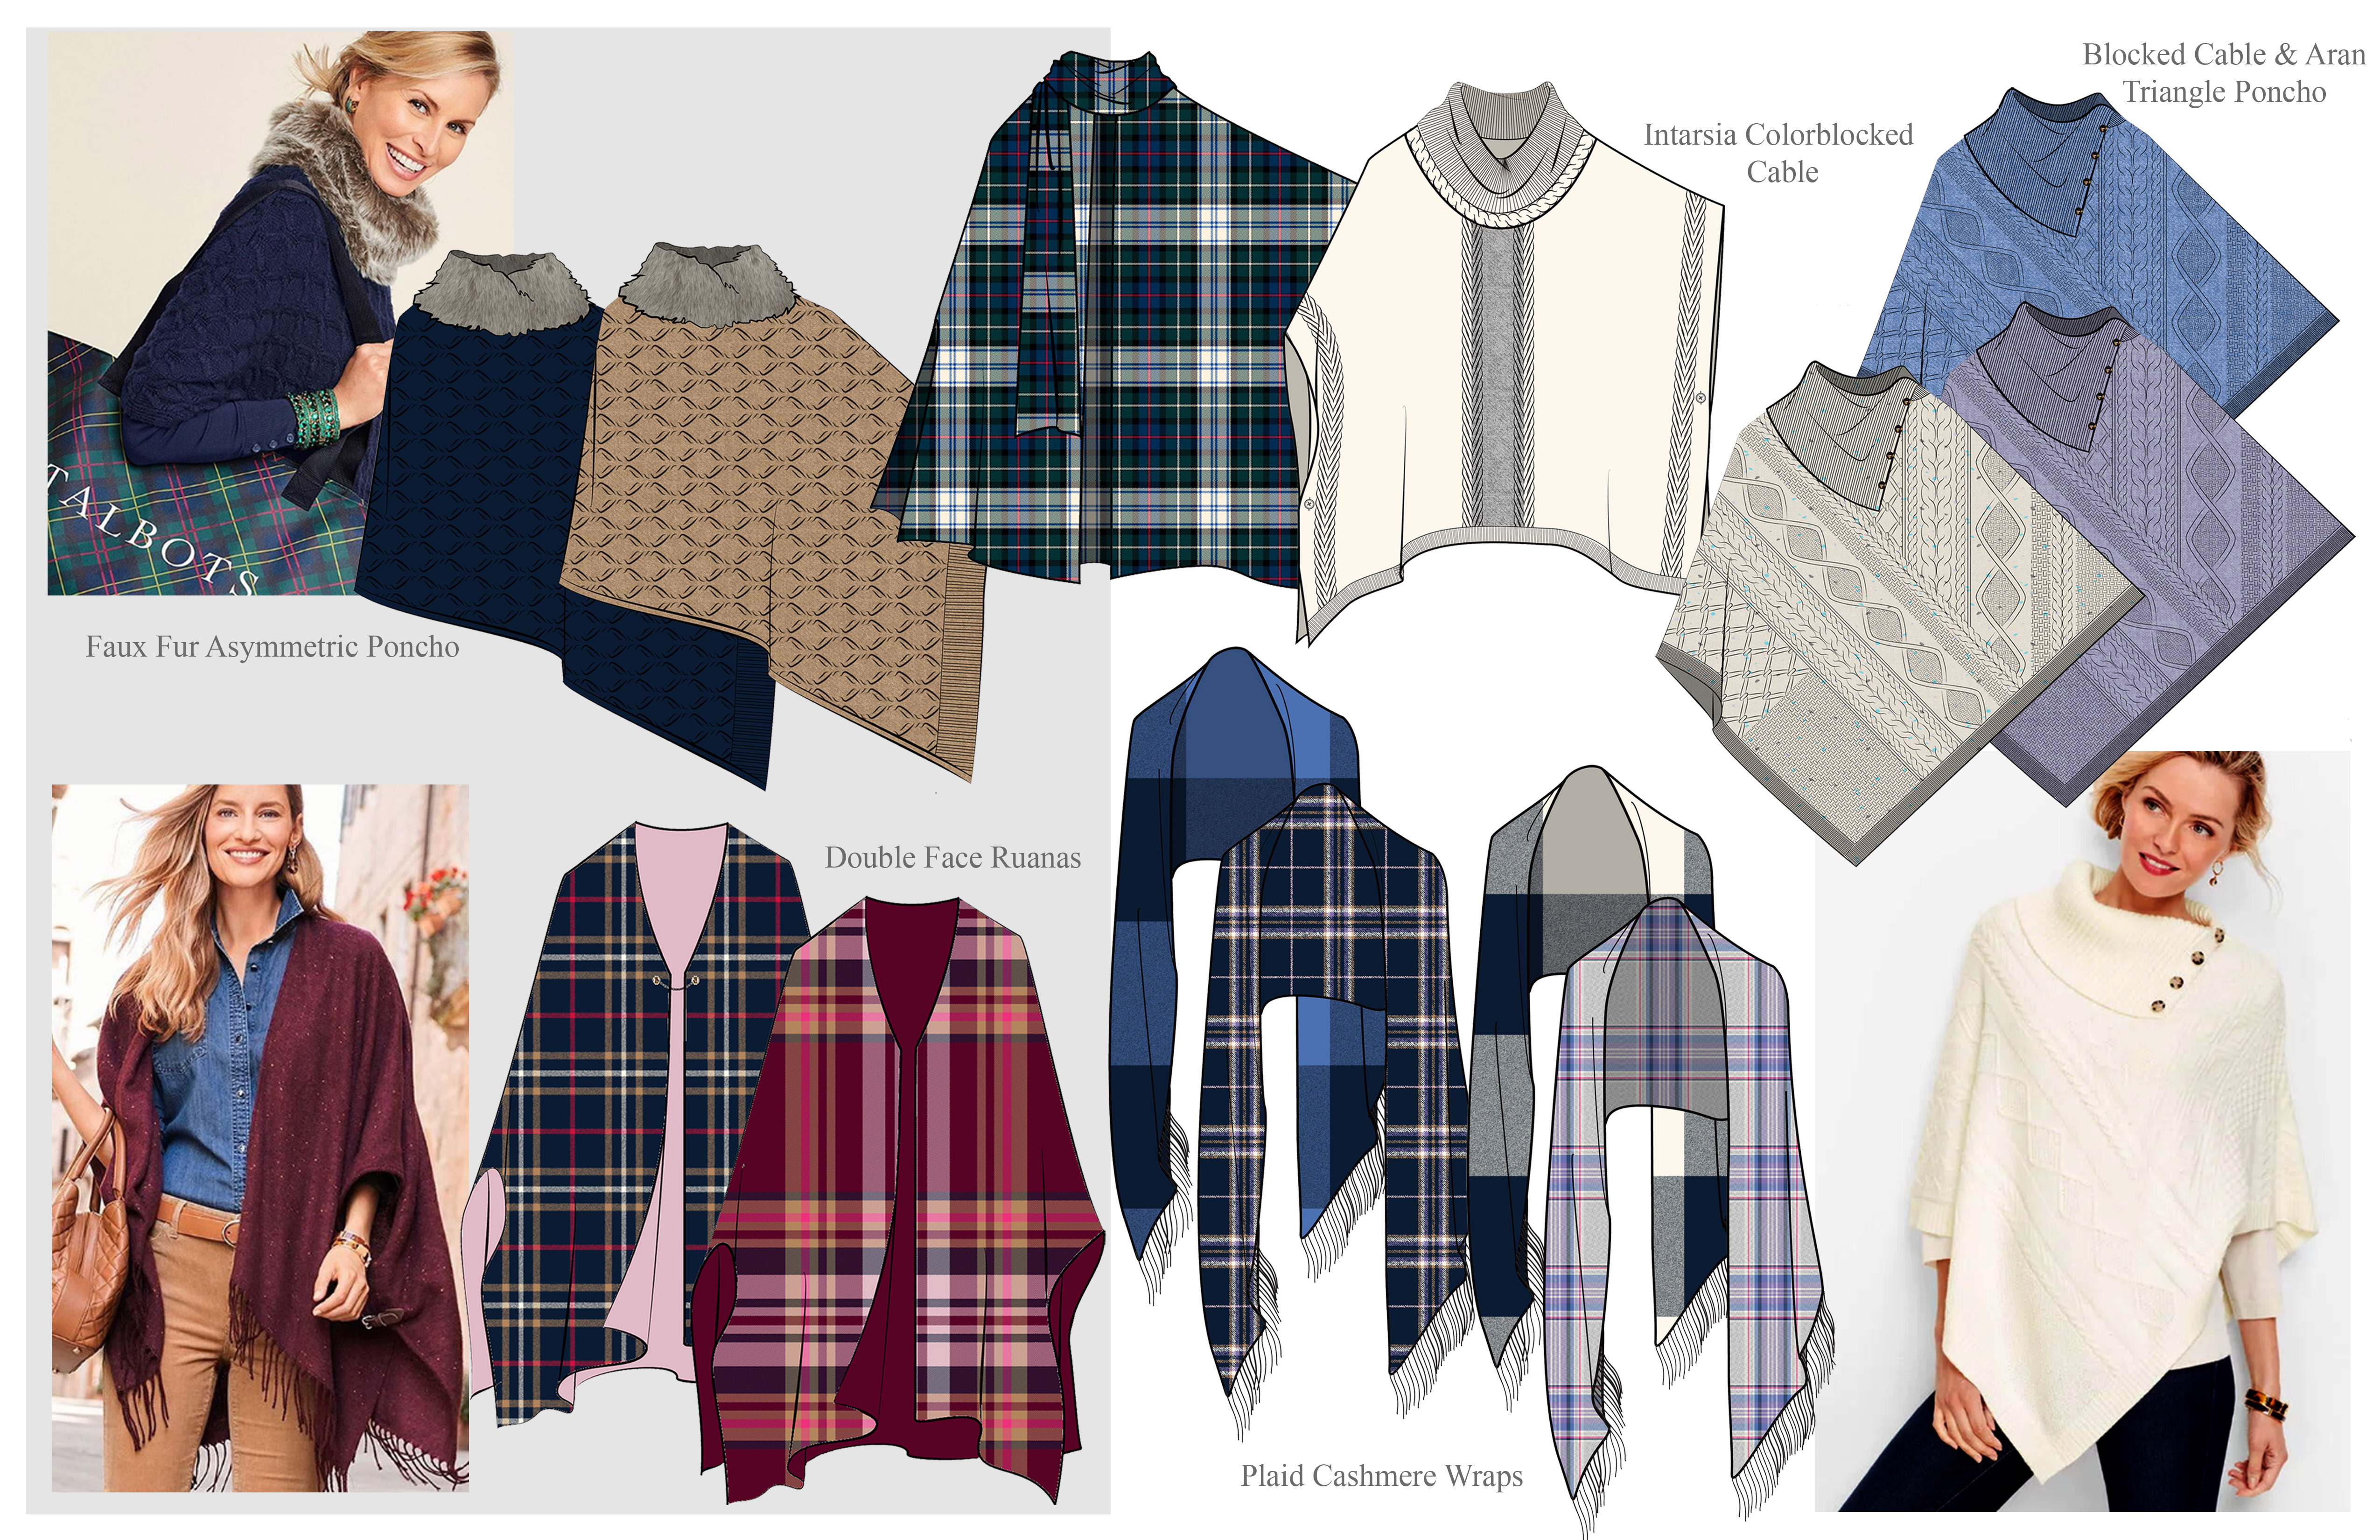 Blocked Cable & Aran
Triangle Poncho
Intarsia Colorblocked
Cable
TALBOTS
Faux Fur Asymmetric Poncho
Double Face Ruanas
Plaid Cashmere Wraps